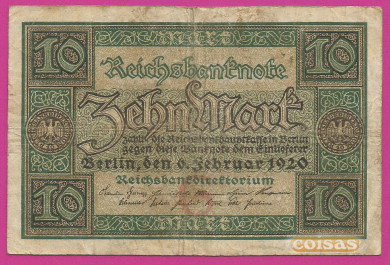 10 10
Reichsbanknote
Zehn Mark
zahlt die Reichsbankhauptkasse in Berlin
gegen diese Banknote dem Einlieferer
Berlin, den 6. Februar 1920
Reichsbankdirektorium
10 10
coisas